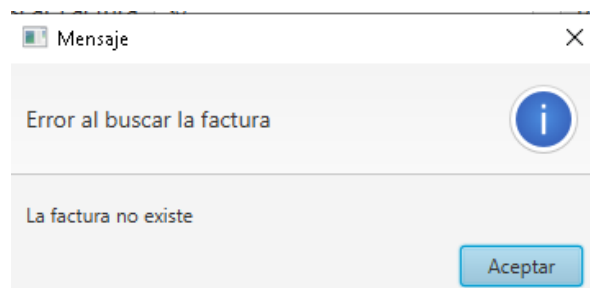 Mensaje
Error al buscar la factura
La factura no existe
Aceptar